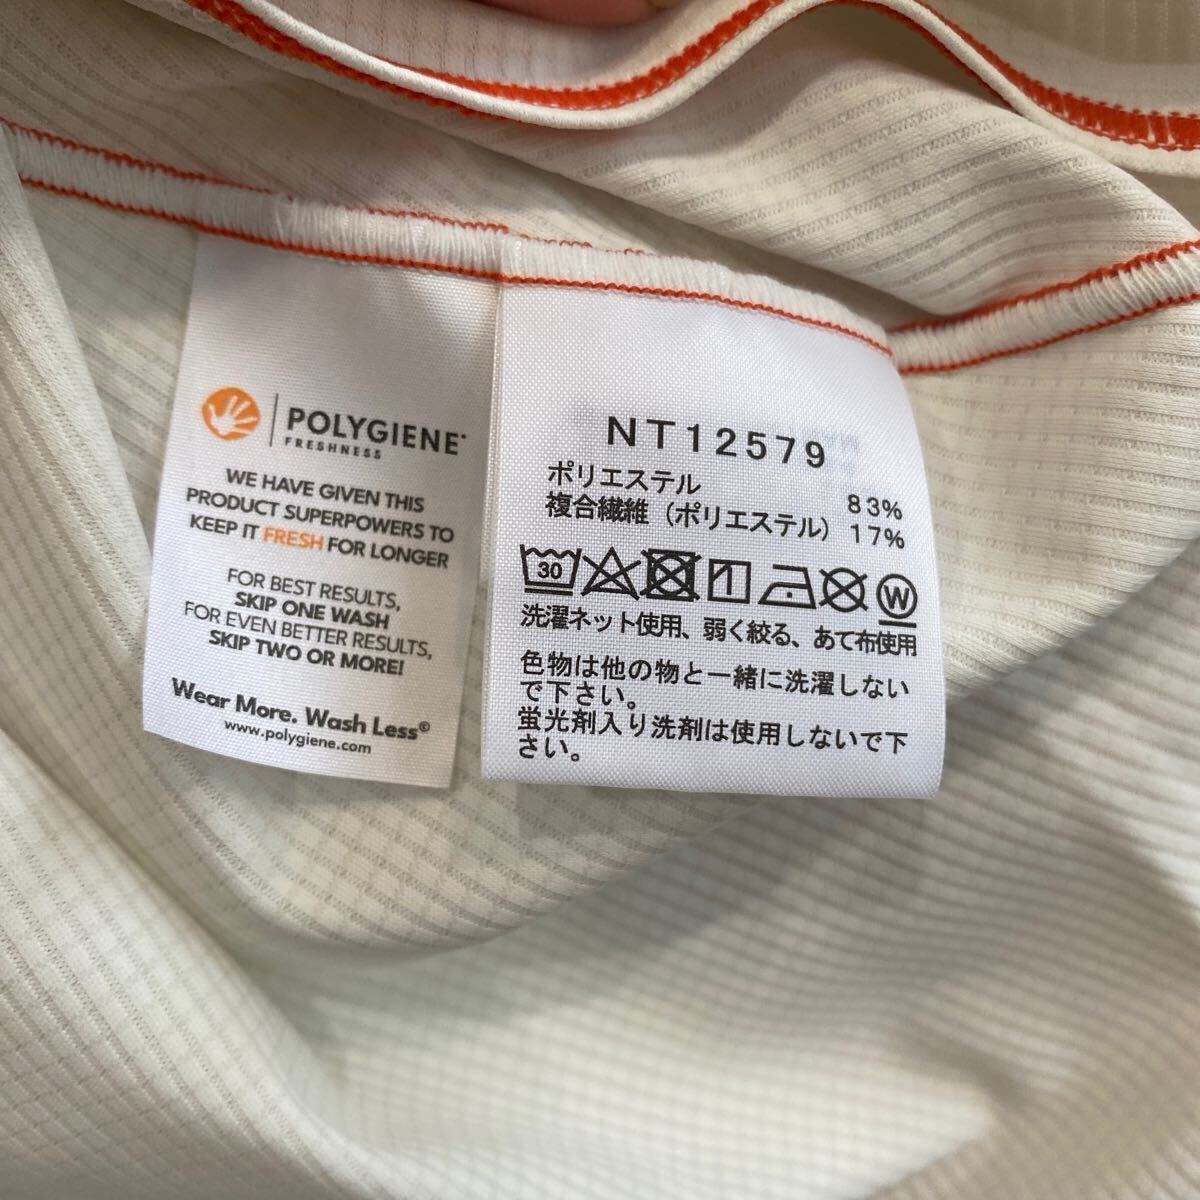 POLYGIENE
FRESHNESS
WE HAVE GIVEN THIS
PRODUCT SUPERPOWERS TO
KEEP IT FRESH FOR LONGER
FOR BEST RESULTS,
SKIP ONE WASH
FOR EVEN BETTER RESULTS,
SKIP TWO OR MORE!
Wear More. Wash Less©
www.polygiene.com
NT12579
ポリエステル 83%
複合繊維（ポリエステル）17%
30 W
洗濯ネット使用、弱く絞る、あて布使用
色物は他の物と一緒に洗濯しない
で下さい。
蛍光剤入り洗剤は使用しないで下
さい。